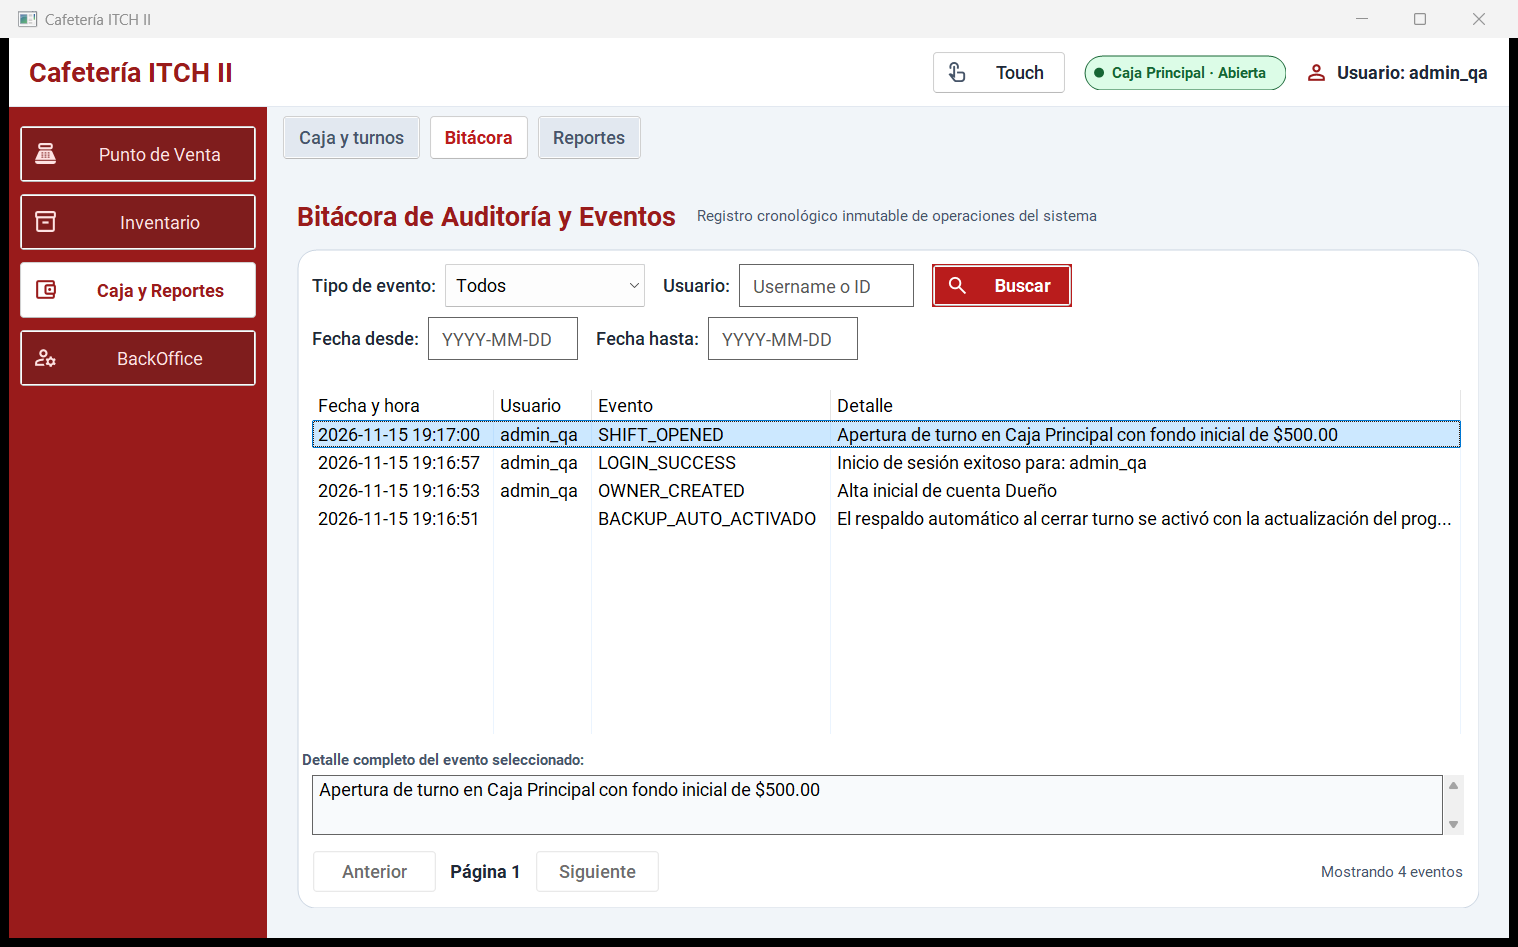 Cafetería ITCH II
Cafetería ITCH II
Touch
Caja Principal · Abierta
Usuario: admin_qa
Punto de Venta
Inventario
Caja y Reportes
BackOffice
Caja y turnos
Bitácora
Reportes
Bitácora de Auditoría y Eventos
Registro cronológico inmutable de operaciones del sistema
Tipo de evento: Todos Usuario: Username o ID Buscar
Fecha desde: YYYY-MM-DD Fecha hasta: YYYY-MM-DD
Fecha y hora Usuario Evento Detalle
2026-11-15 19:17:00 admin_qa SHIFT_OPENED Apertura de turno en Caja Principal con fondo inicial de $500.00
2026-11-15 19:16:57 admin_qa LOGIN_SUCCESS Inicio de sesión exitoso para: admin_qa
2026-11-15 19:16:53 admin_qa OWNER_CREATED Alta inicial de cuenta Dueño
2026-11-15 19:16:51 BACKUP_AUTO_ACTIVADO El respaldo automático al cerrar turno se activó con la actualización del prog...
Detalle completo del evento seleccionado:
Apertura de turno en Caja Principal con fondo inicial de $500.00
Anterior Página 1 Siguiente
Mostrando 4 eventos